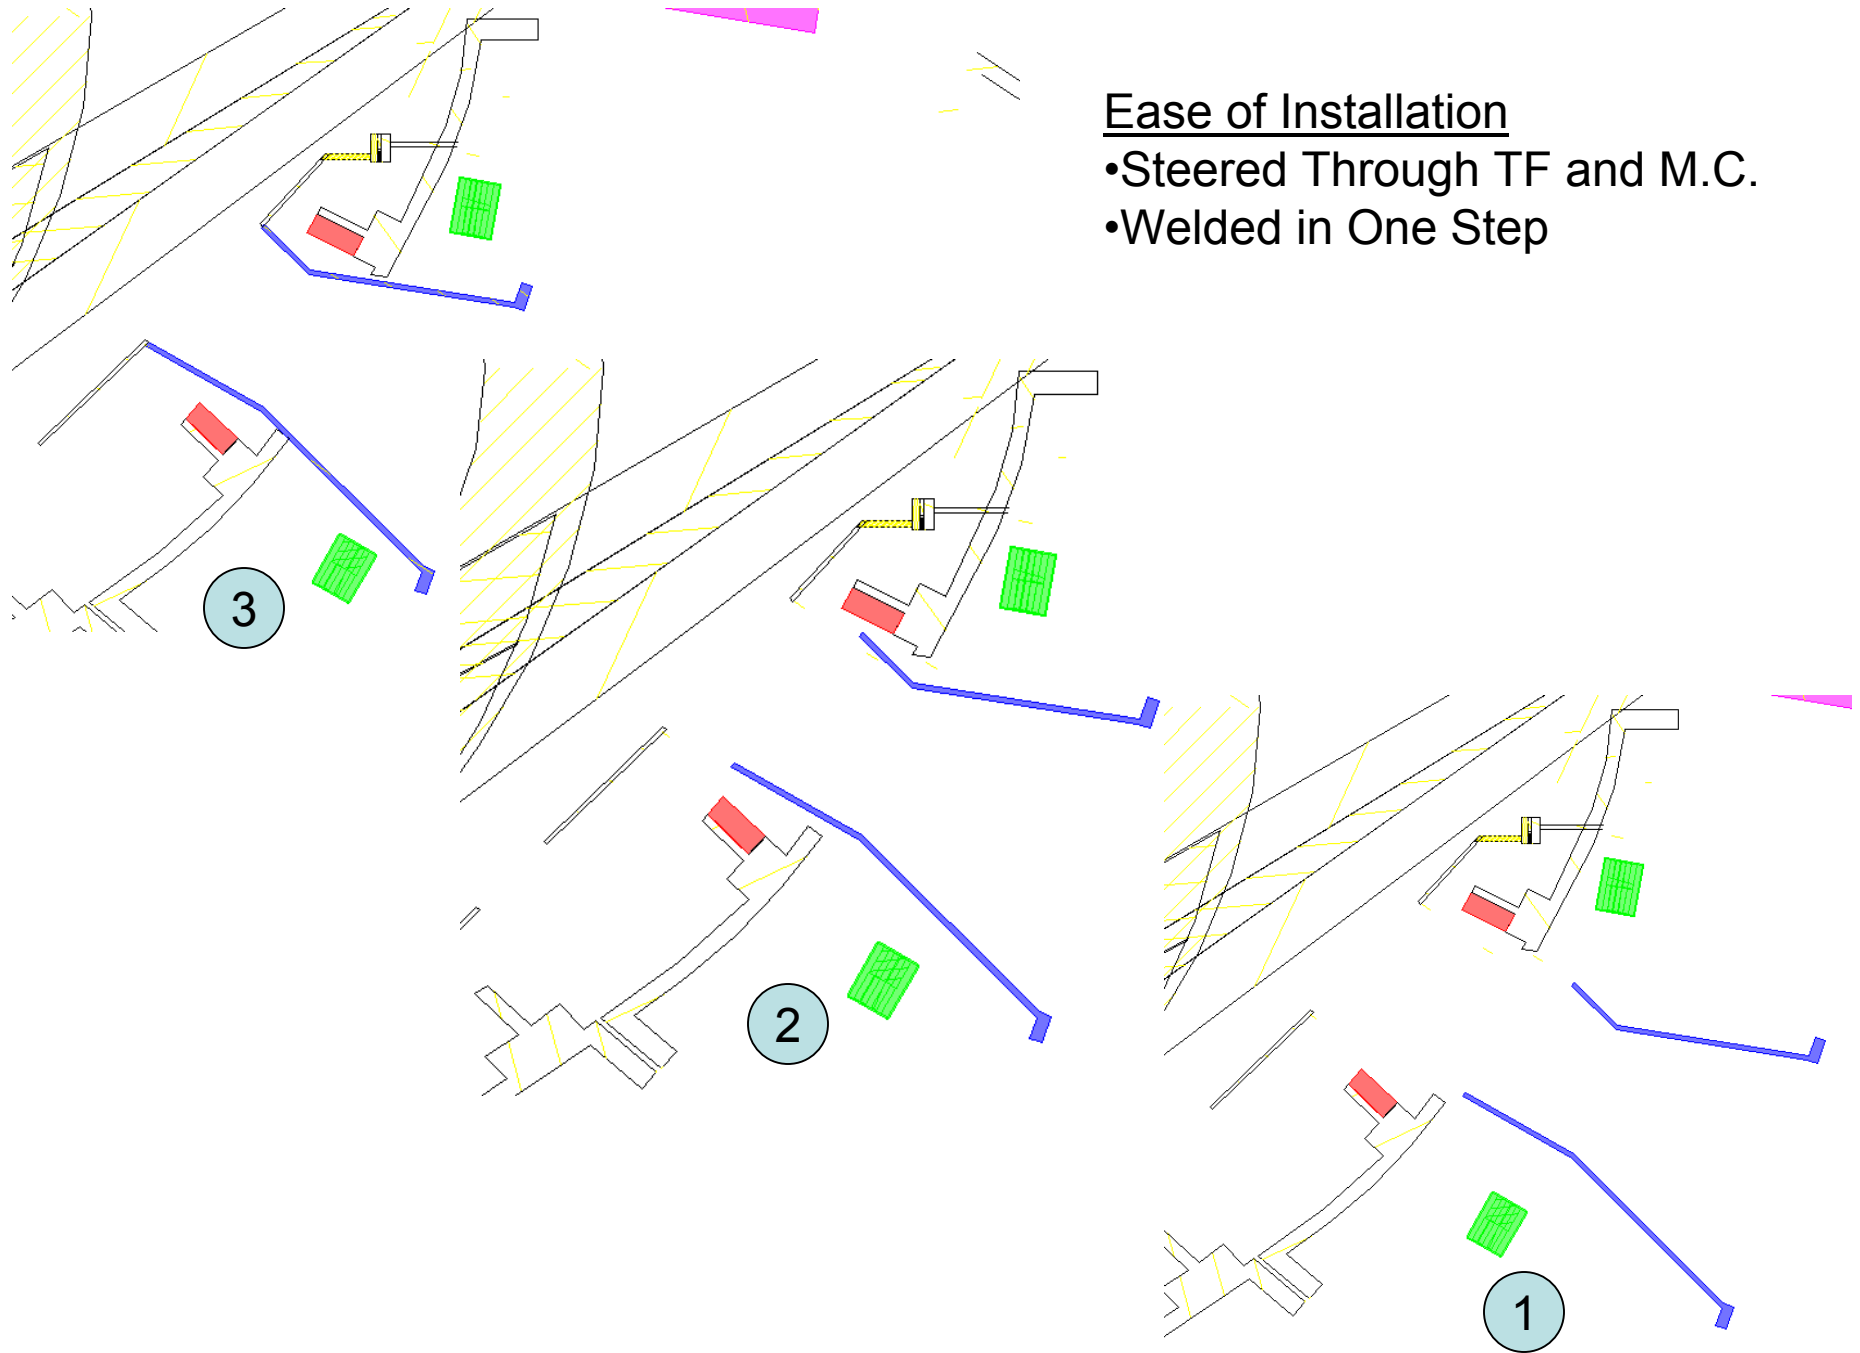 Ease of Installation
•Steered Through TF and M.C.
•Welded in One Step
3
2
1